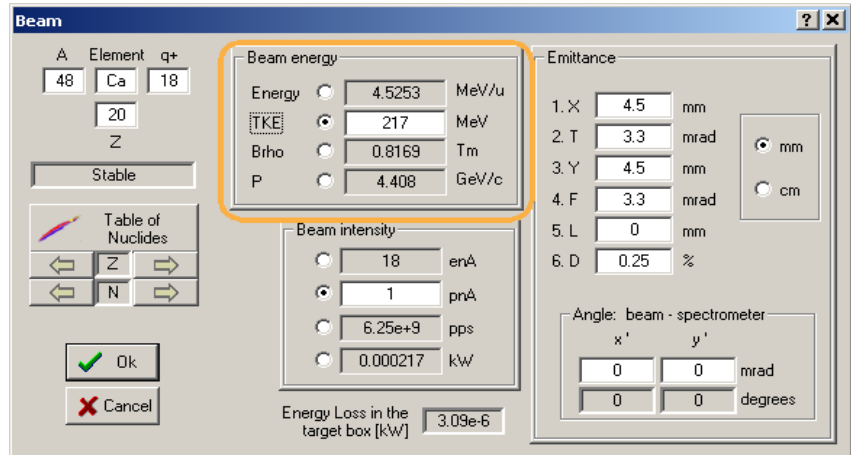 Beam
A Element q+
48 Ca 18
20
Z
Stable
Table of
Nuclides
Z
N
Ok
Cancel
Beam energy
Energy 4.5253 MeV/u
TKE 217 MeV
Brho 0.8169 Tm
P 4.408 GeV/c
Beam intensity
18 enA
1 pnA
6.25e+9 pps
0.000217 kW
Energy Loss in the
target box [kW] 3.09e-6
Emittance
1. X 4.5 mm
2. T 3.3 mrad
3. Y 4.5 mm
4. F 3.3 mrad
5. L 0 mm
6. D 0.25 %
mm
cm
Angle: beam - spectrometer
x ' y '
0 0 mrad
0 0 degrees